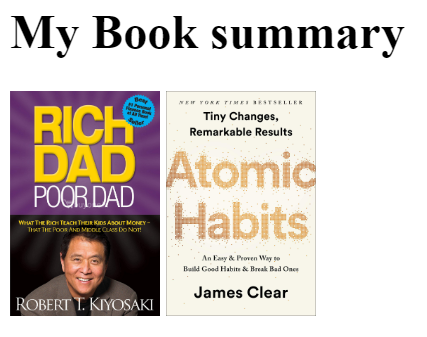 My Book summary
RICH
DAD
POOR DAD
WHAT THE RICH TEACH THEIR KIDS ABOUT MONEY –
THAT THE POOR AND MIDDLE CLASS DO NOT!
ROBERT T. KIYOSAKI
NEW YORK TIMES BESTSELLER
Tiny Changes,
Remarkable Results
Atomic
Habits
An Easy & Proven Way to
Build Good Habits & Break Bad Ones
James Clear